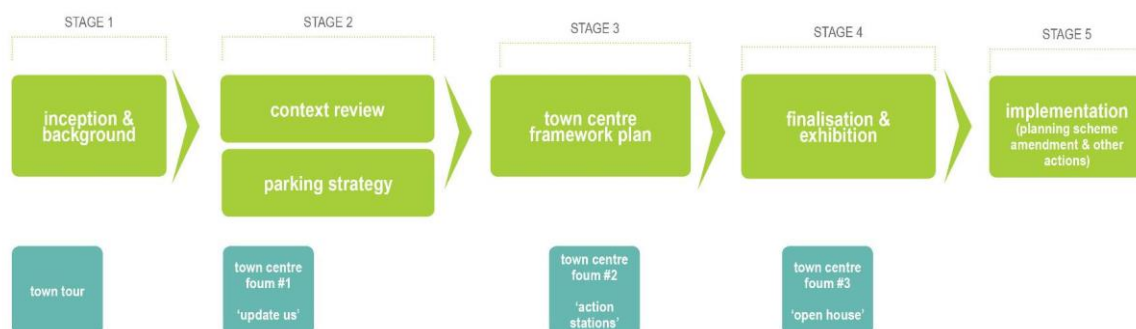 STAGE 1
STAGE 2
STAGE 3
STAGE 4
STAGE 5
inception &
background
context review
parking strategy
town centre
framework plan
finalisation &
exhibition
implementation
(planning scheme
amendment & other
actions)
town tour
town centre
foum #1
‘update us’
town centre
foum #2
‘action
stations’
town centre
foum #3
‘open house’